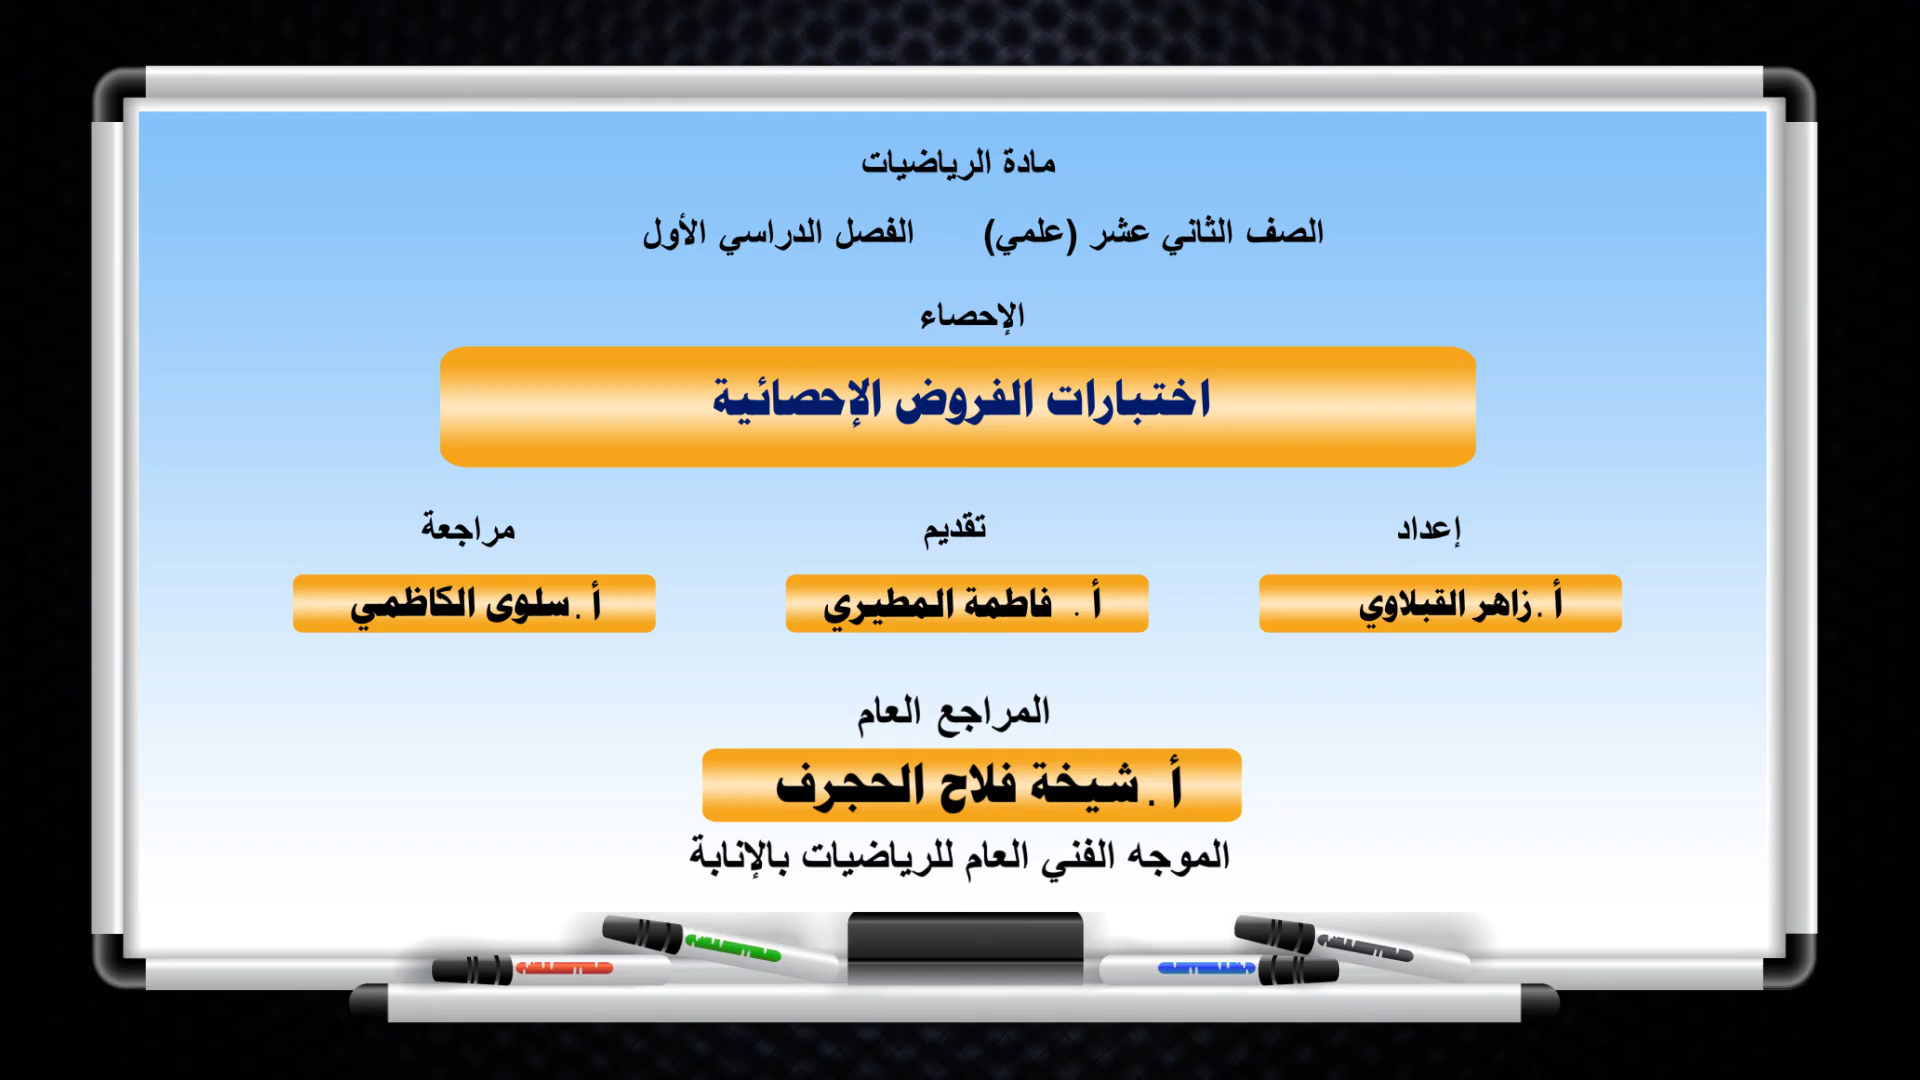 مادة الرياضيات
الصف الثاني عشر (علمي) الفصل الدراسي الأول
الإحصاء
اختبارات الفروض الإحصائية
إعداد تقديم مراجعة
أ .زاهر القبلاوي أ . فاطمة المطيري أ .سلوى الكاظمي
المراجع العام
أ .شيخة فلاح الحجرف
الموجه الفني العام للرياضيات بالإنابة